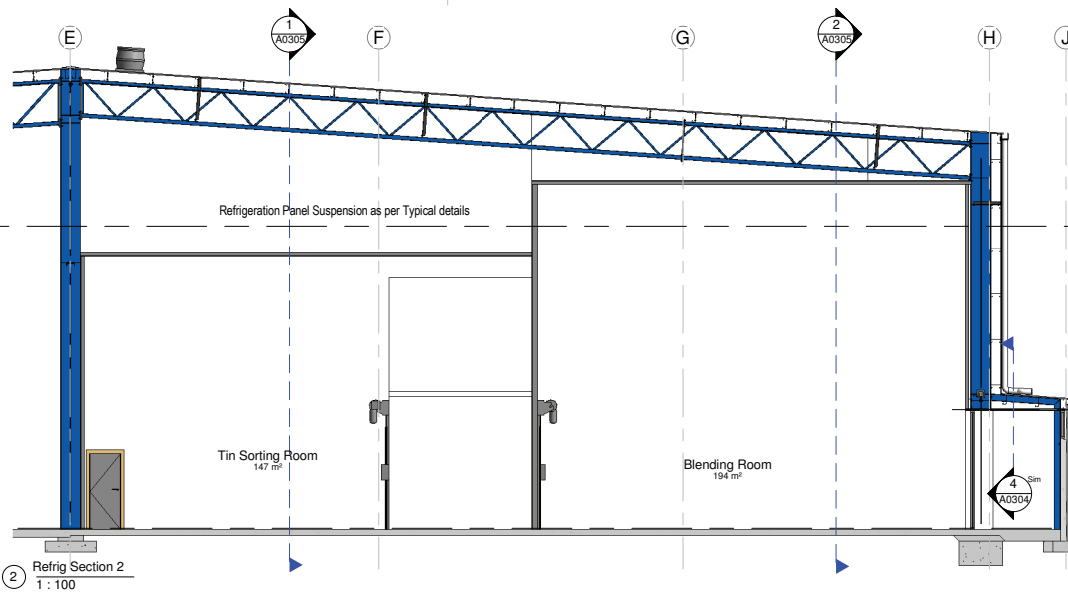 E
1
A0305
F
G
2
A0305
H
J
Refrigeration Panel Suspension as per Typical details
Tin Sorting Room
147 m²
Blending Room
194 m²
Sim
4
A0304
2
Refrig Section 2
1 : 100